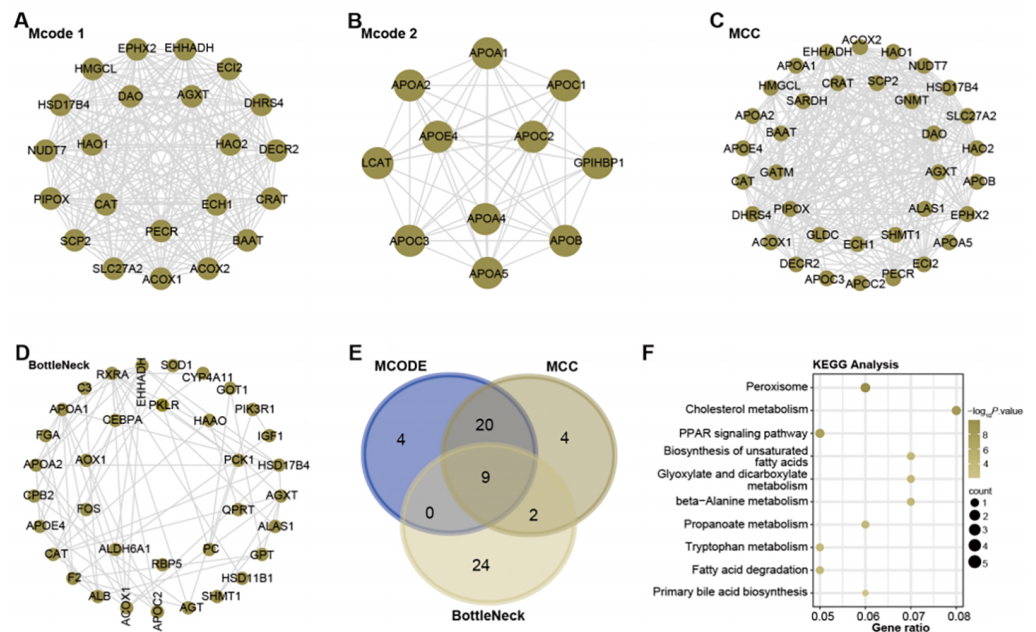 A
Mcode 1
EPHX2
EHHADH
HMGCL
ECI2
DAO
AGXT
HSD17B4
DHRS4
HAO1
HAO2
NUDT7
DECR2
PIPOX
CRAT
CAT
ECH1
PECR
SCP2
BAAT
SLC27A2
ACOX2
ACOX1
B
Mcode 2
APOA1
APOA2
APOC1
APOE4
APOC2
LCAT
GPIHBP1
APOA4
APOC3
APOB
APOA5
C
MCC
ACOX2
EHHADH
HAO1
APOA1
NUDT7
HMGCL
CRAT
SCP2
HSD17B4
SARDH
GNMT
APOA2
SLC27A2
BAAT
DAO
APOE4
HAO2
GATM
AGXT
CAT
APOB
PIPOX
ALAS1
DHRS4
EPHX2
GLDC
ECH1
SHMT1
ACOX1
APOA5
DECR2
ECI2
APOC3
APOC2
PECR
D
BottleNeck
EHHADH
SOD1
RXRA
CYP4A11
C3
GOT1
PKLR
APOA1
CEBPA
HAAO
PIK3R1
FGA
IGF1
AOX1
PCK1
APOA2
HSD17B4
CPB2
AGXT
FOS
QPRT
APOE4
ALAS1
ALDH6A1
PC
CAT
GPT
RBP5
F2
HSD11B1
ALB
SHMT1
ACOX1
APOC2
AGT
E
MCODE
MCC
4
20
4
9
0
2
24
BottleNeck
F
KEGG Analysis
Peroxisome
Cholesterol metabolism
PPAR signaling pathway
Biosynthesis of unsaturated
fatty acids
Glyoxylate and dicarboxylate
metabolism
beta−Alanine metabolism
Propanoate metabolism
Tryptophan metabolism
Fatty acid degradation
Primary bile acid biosynthesis
0.05 0.06 0.07 0.08
Gene ratio
−log₁₀P.value
8
6
4
count
1
2
3
4
5